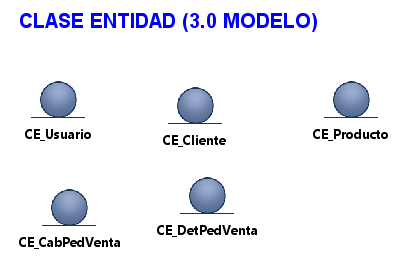 CLASE ENTIDAD (3.0 MODELO)
CE_Usuario
CE_Cliente
CE_Producto
CE_CabPedVenta
CE_DetPedVenta